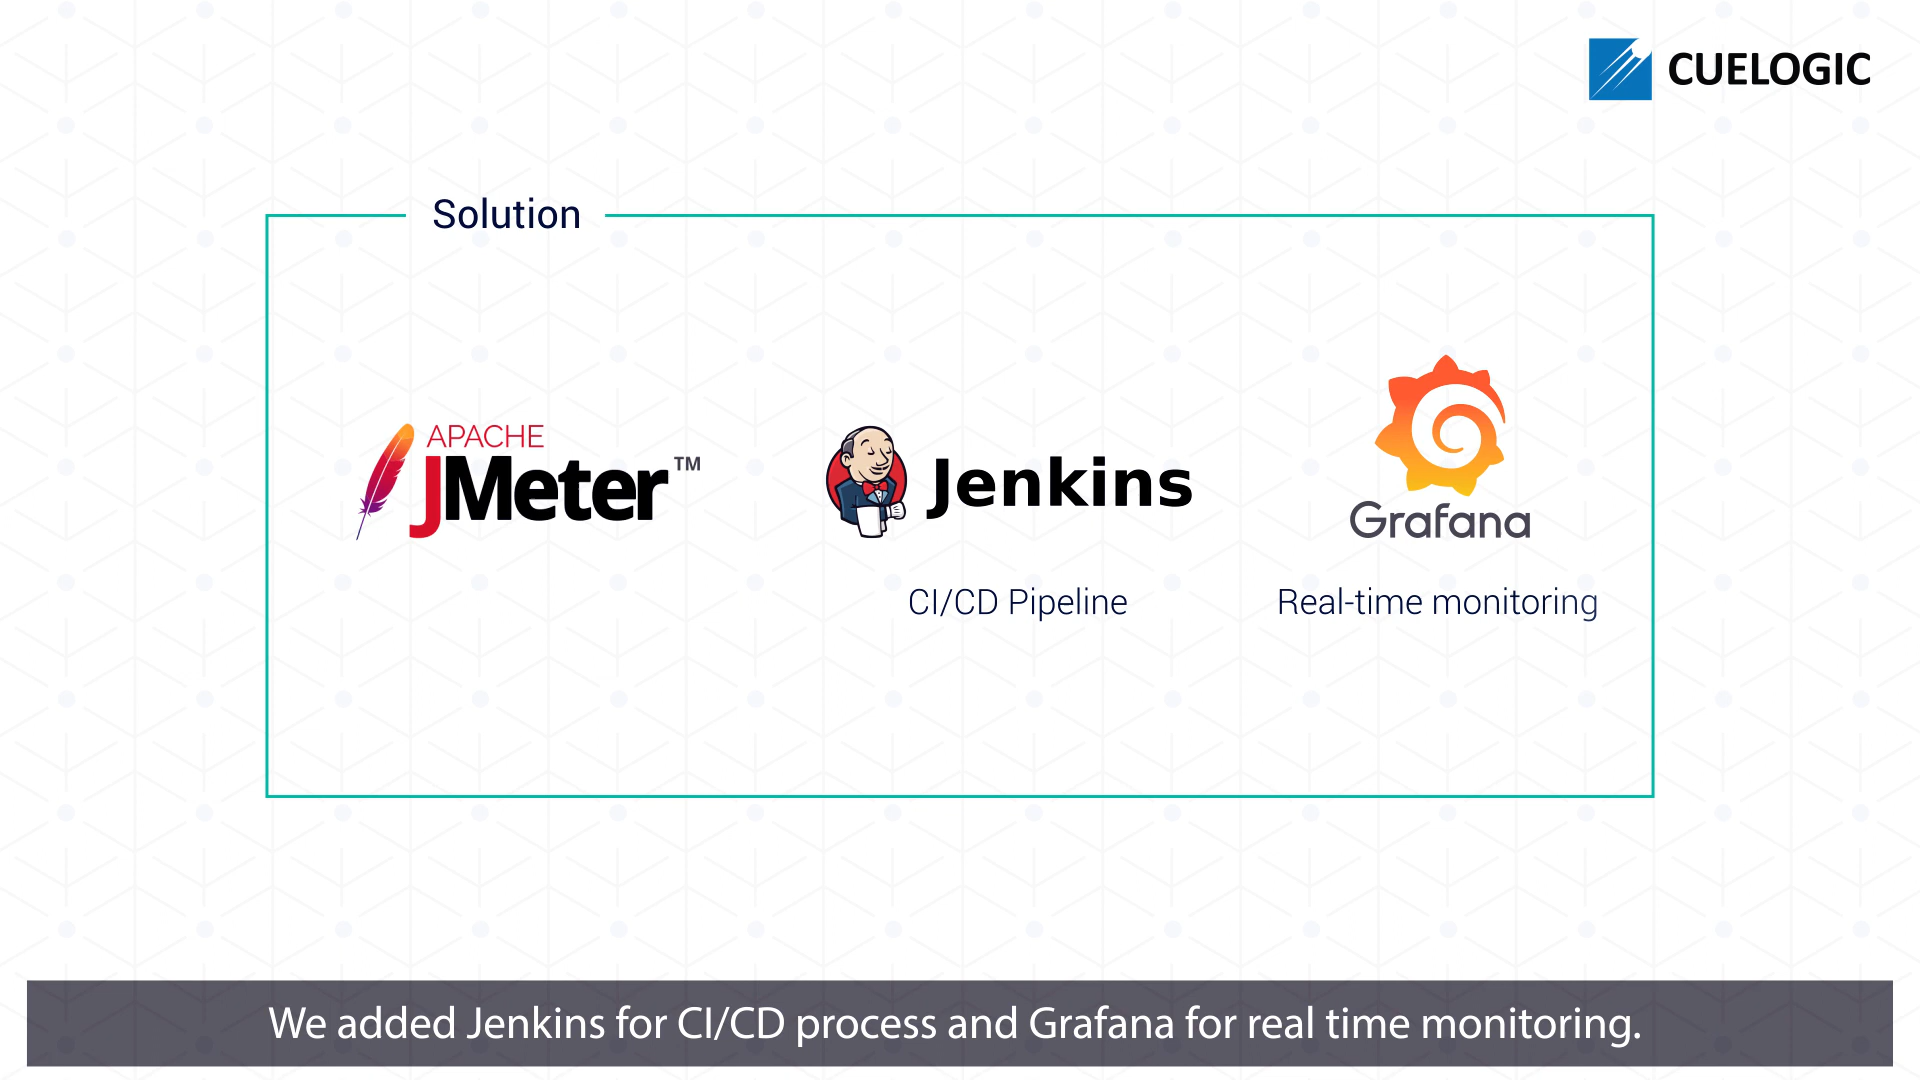 CUELOGIC
Solution
APACHE
JMeter™
Jenkins
Grafana
CI/CD Pipeline
Real-time monitoring
We added Jenkins for CI/CD process and Grafana for real time monitoring.